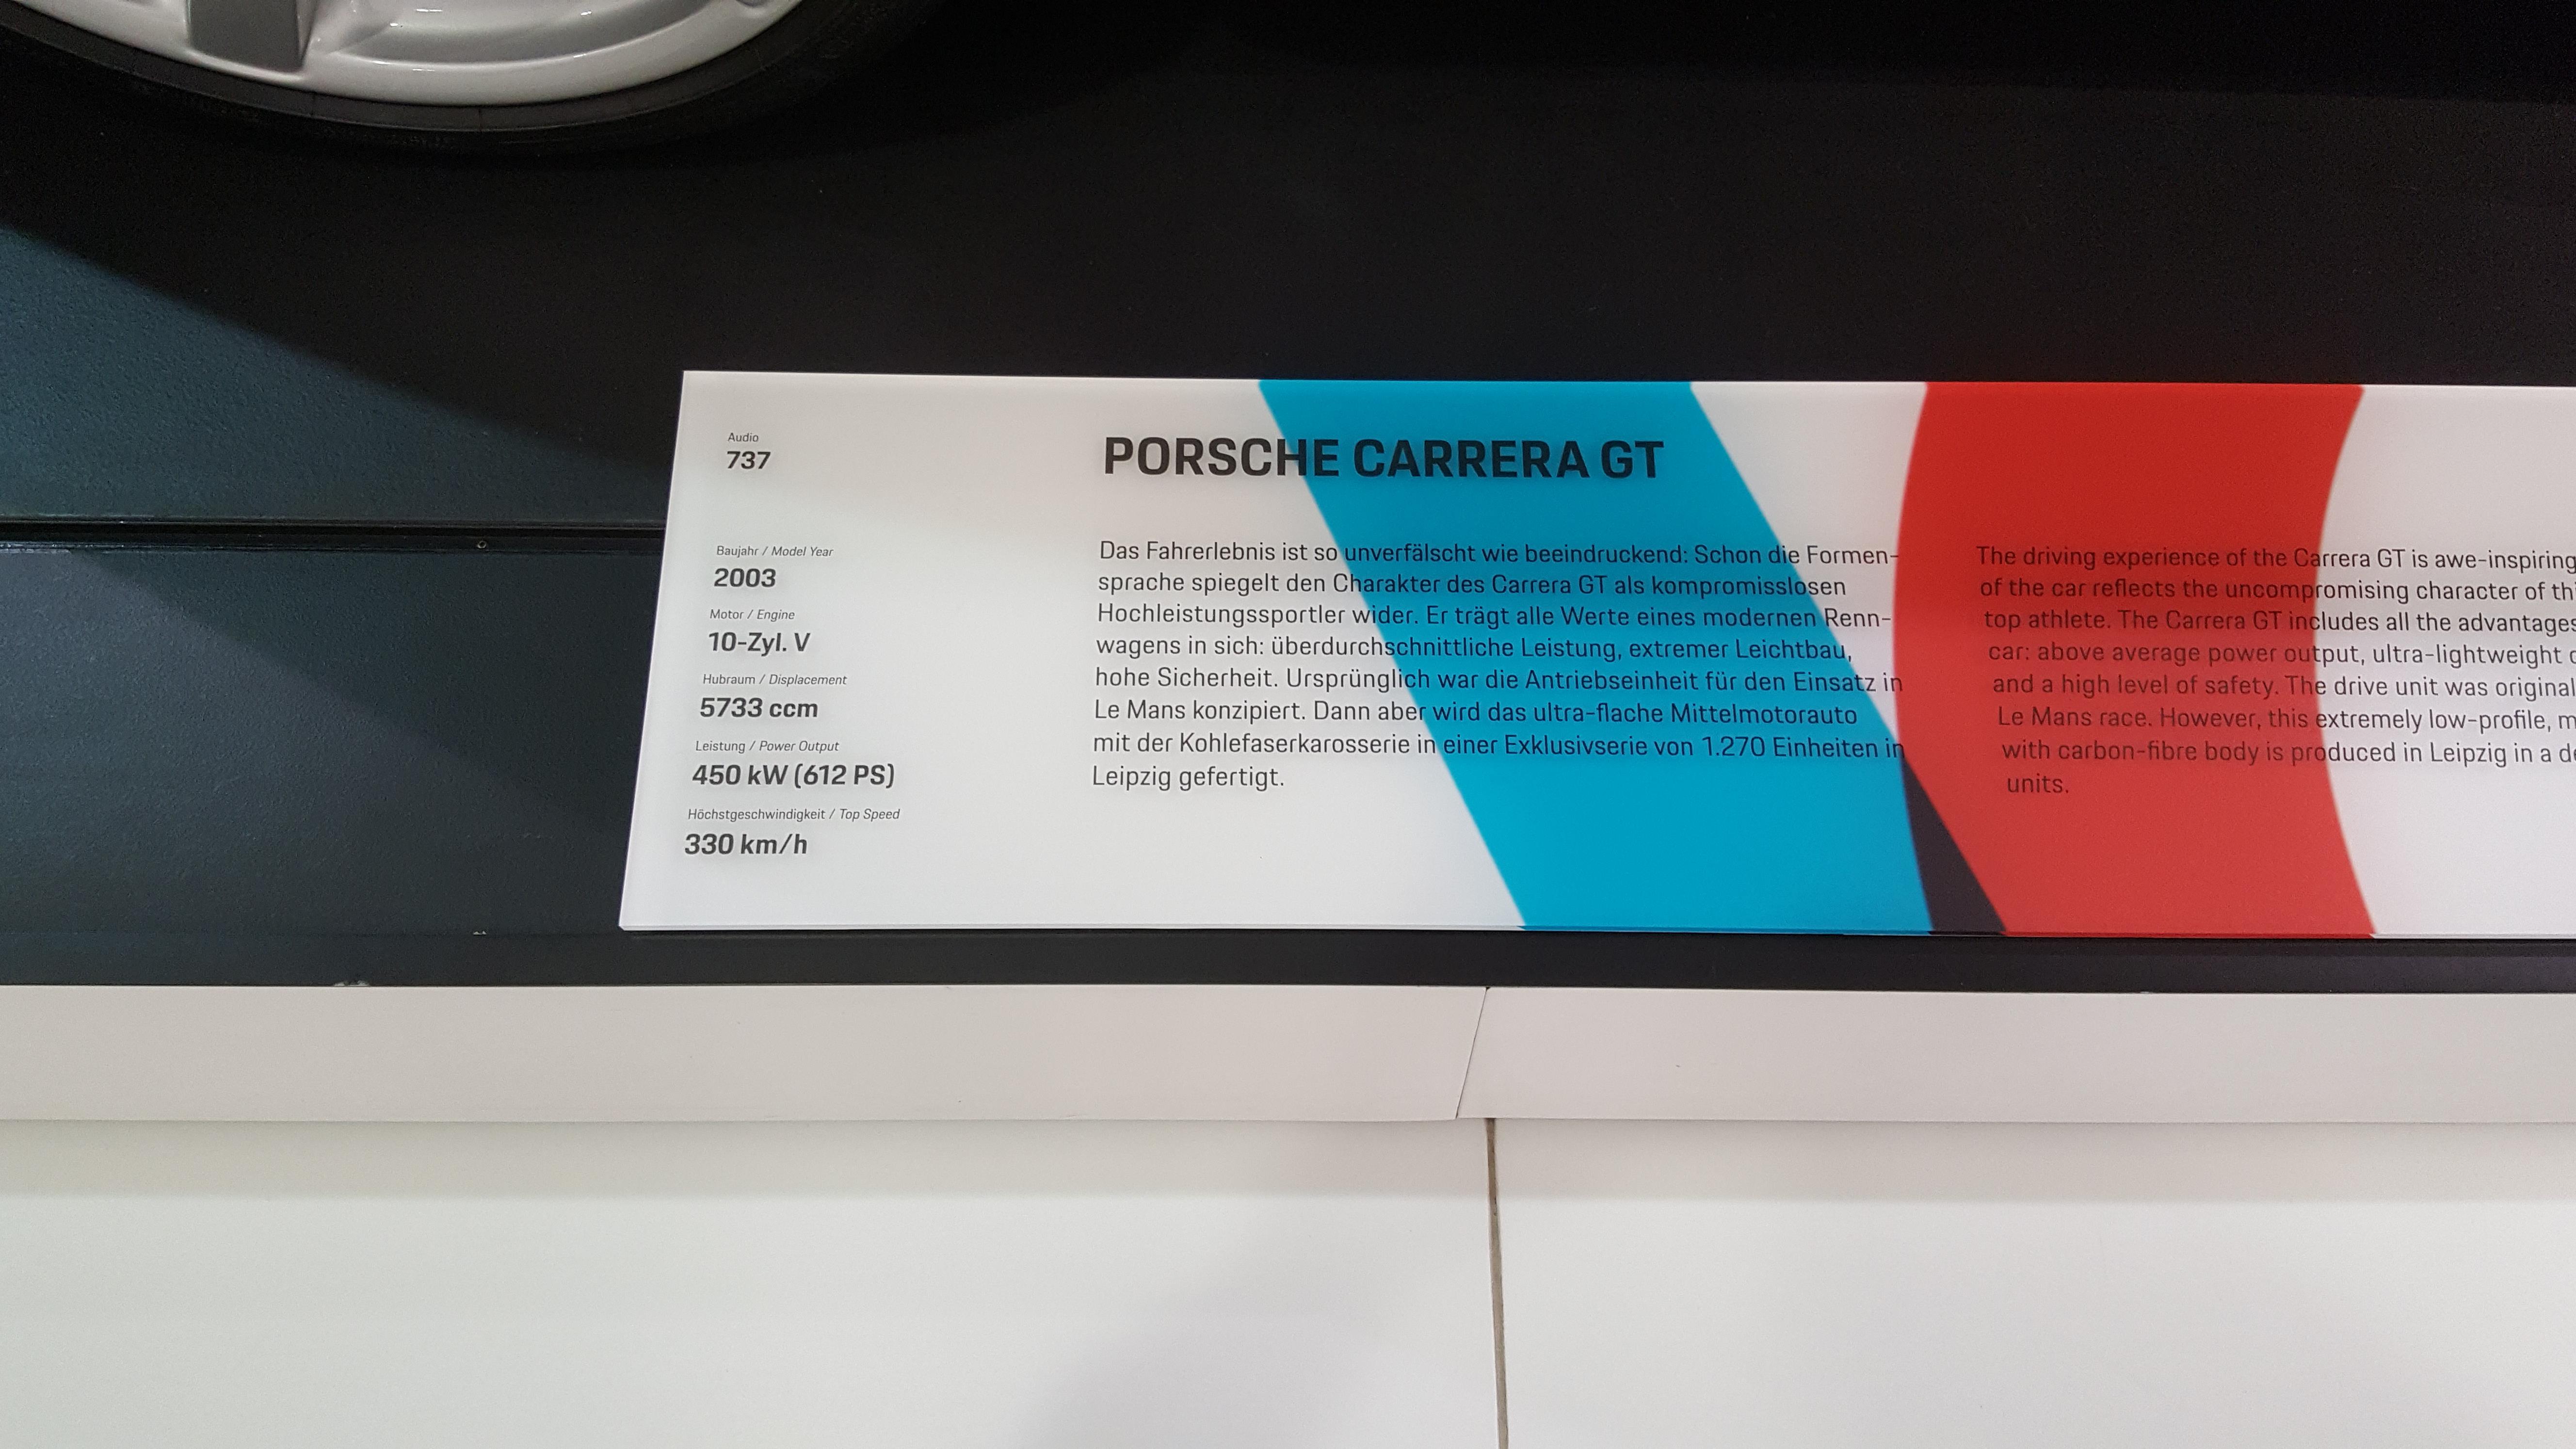 Audio
737
PORSCHE CARRERA GT
Baujahr / Model Year
2003
Motor / Engine
10-Zyl. V
Hubraum / Displacement
5733 ccm
Leistung / Power Output
450 kW (612 PS)
Höchstgeschwindigkeit / Top Speed
330 km/h
Das Fahrerlebnis ist so unverfälscht wie beeindruckend: Schon die Formen-
sprache spiegelt den Charakter des Carrera GT als kompromisslosen
Hochleistungssportler wider. Er trägt alle Werte eines modernen Renn-
wagens in sich: überdurchschnittliche Leistung, extremer Leichtbau,
hohe Sicherheit. Ursprünglich war die Antriebseinheit für den Einsatz in
Le Mans konzipiert. Dann aber wird das ultra-flache Mittelmotorauto
mit der Kohlefaserkarosserie in einer Exklusivserie von 1.270 Einheiten in
Leipzig gefertigt.
The driving experience of the Carrera GT is awe-inspiring
of the car reflects the uncompromising character of
top athlete. The Carrera GT includes all the advantages
car: above average power output, ultra-lightweight
and a high level of safety. The drive unit was
Le Mans race. However, this extremely low-profile,
with carbon-fibre body is produced in Leipzig in a
units.